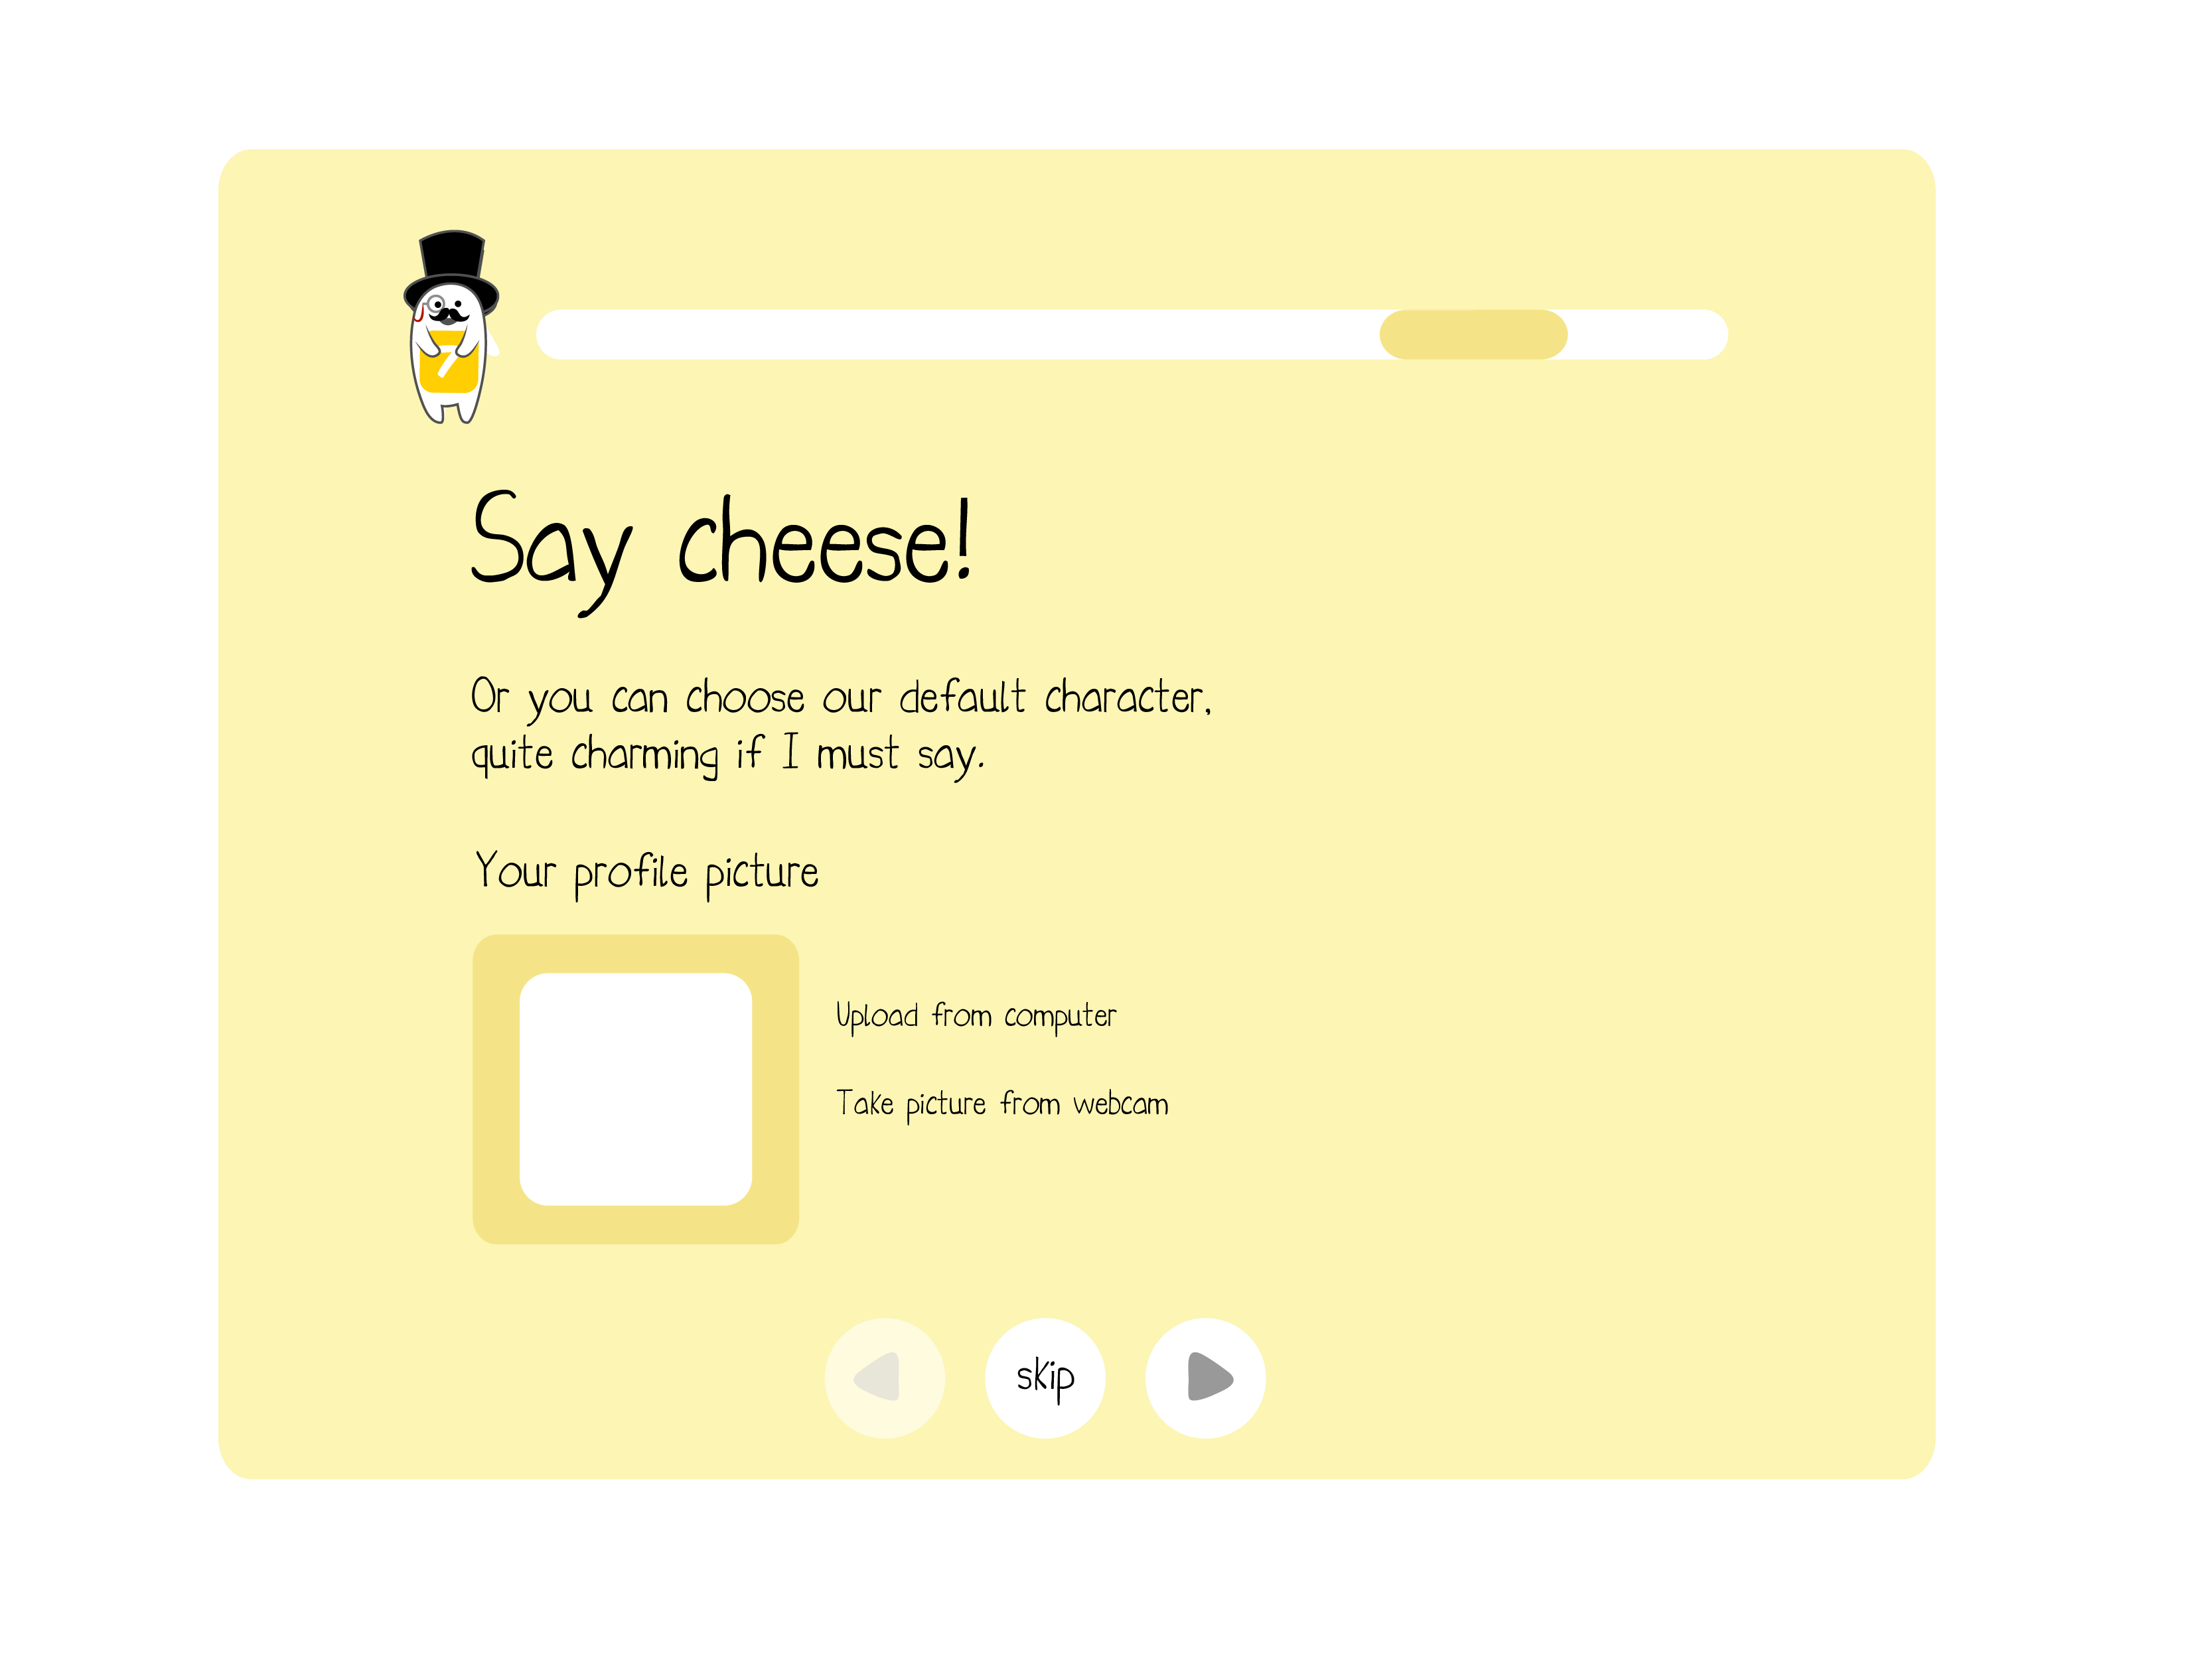 Say cheese!
Or you can choose our default character,
quite charming if I must say.
Your profile picture
Upload from computer
Take picture from webcam
skip